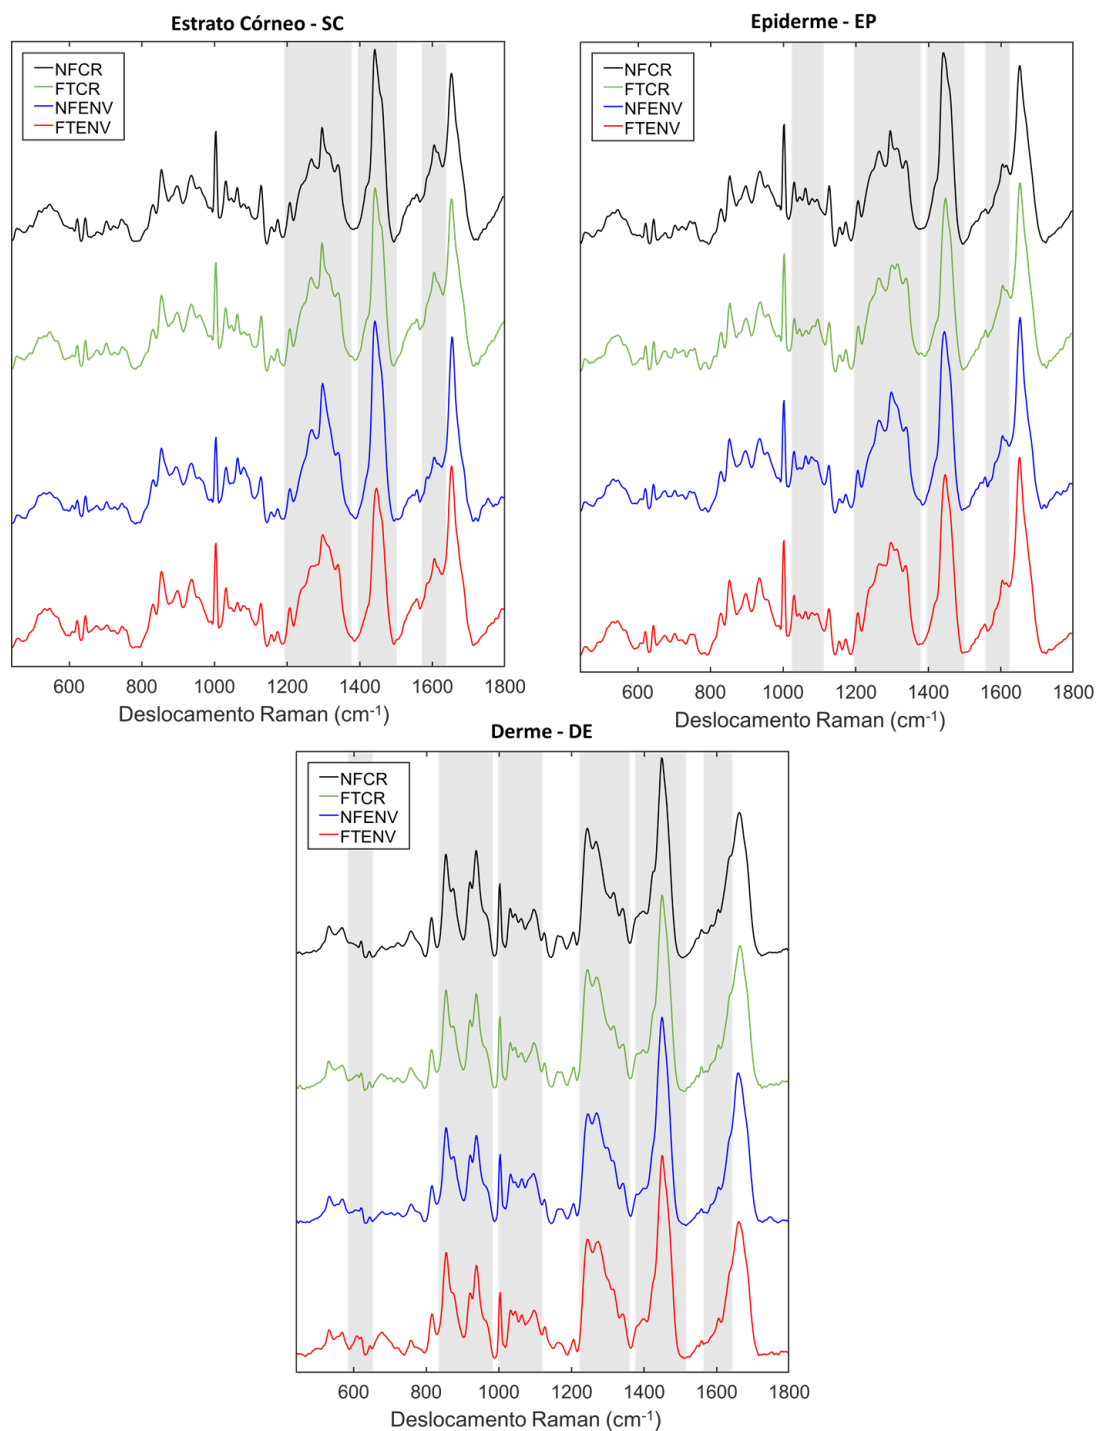 Estrato Córneo - SC
NFCR
FTCR
NFENV
FTENV
600 800 1000 1200 1400 1600 1800
Deslocamento Raman (cm-1)
Epiderme - EP
NFCR
FTCR
NFENV
FTENV
600 800 1000 1200 1400 1600 1800
Deslocamento Raman (cm-1)
Derme - DE
NFCR
FTCR
NFENV
FTENV
600 800 1000 1200 1400 1600 1800
Deslocamento Raman (cm-1)